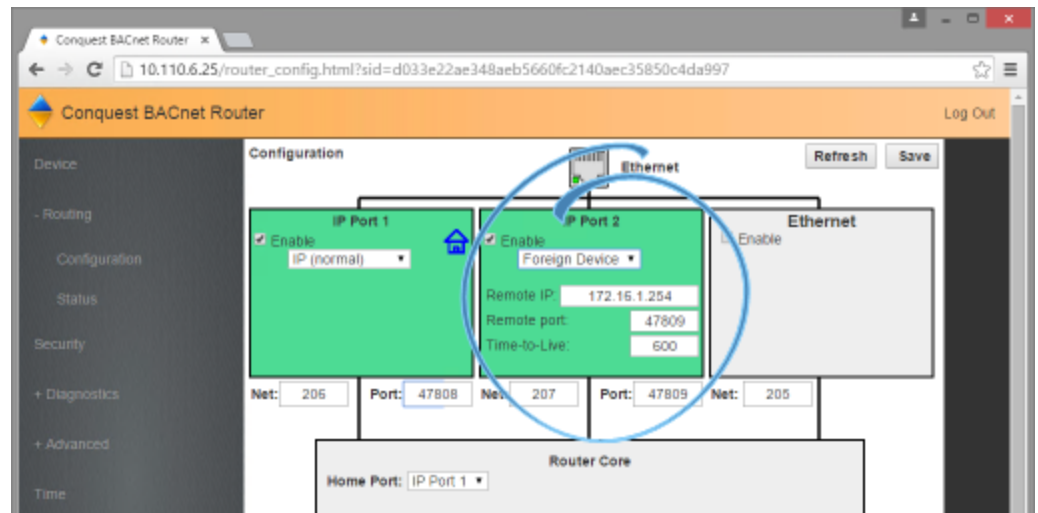 Conquest BACnet Router
10.110.6.25/router_config.html?sid=d033e22ae348aeb5660fc2140aec35850c4da997
Conquest BACnet Router
Log Out
Device
- Routing
Configuration
Status
Security
+ Diagnostics
+ Advanced
Time
Configuration
Ethernet
Refresh Save
IP Port 1
Enable
IP (normal)
IP Port 2
Enable
Foreign Device
Remote IP: 172.16.1.254
Remote port: 47809
Time-to-Live: 600
Ethernet
Enable
Net: 206 Port: 47808 Net: 207 Port: 47809 Net: 205
Router Core
Home Port: IP Port 1